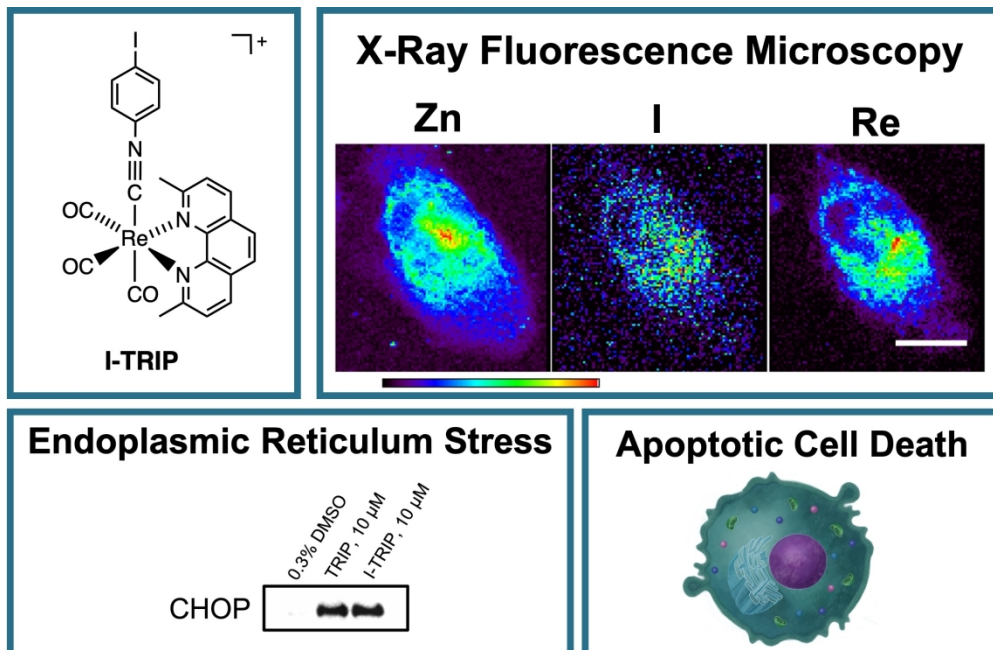 I
⁺
N
C
OC
N
Re
OC
N
CO
I-TRIP
X-Ray Fluorescence Microscopy
Zn I Re
Endoplasmic Reticulum Stress
0.3% DMSO
TRIP, 10 µM
I-TRIP, 10 µM
CHOP
Apoptotic Cell Death